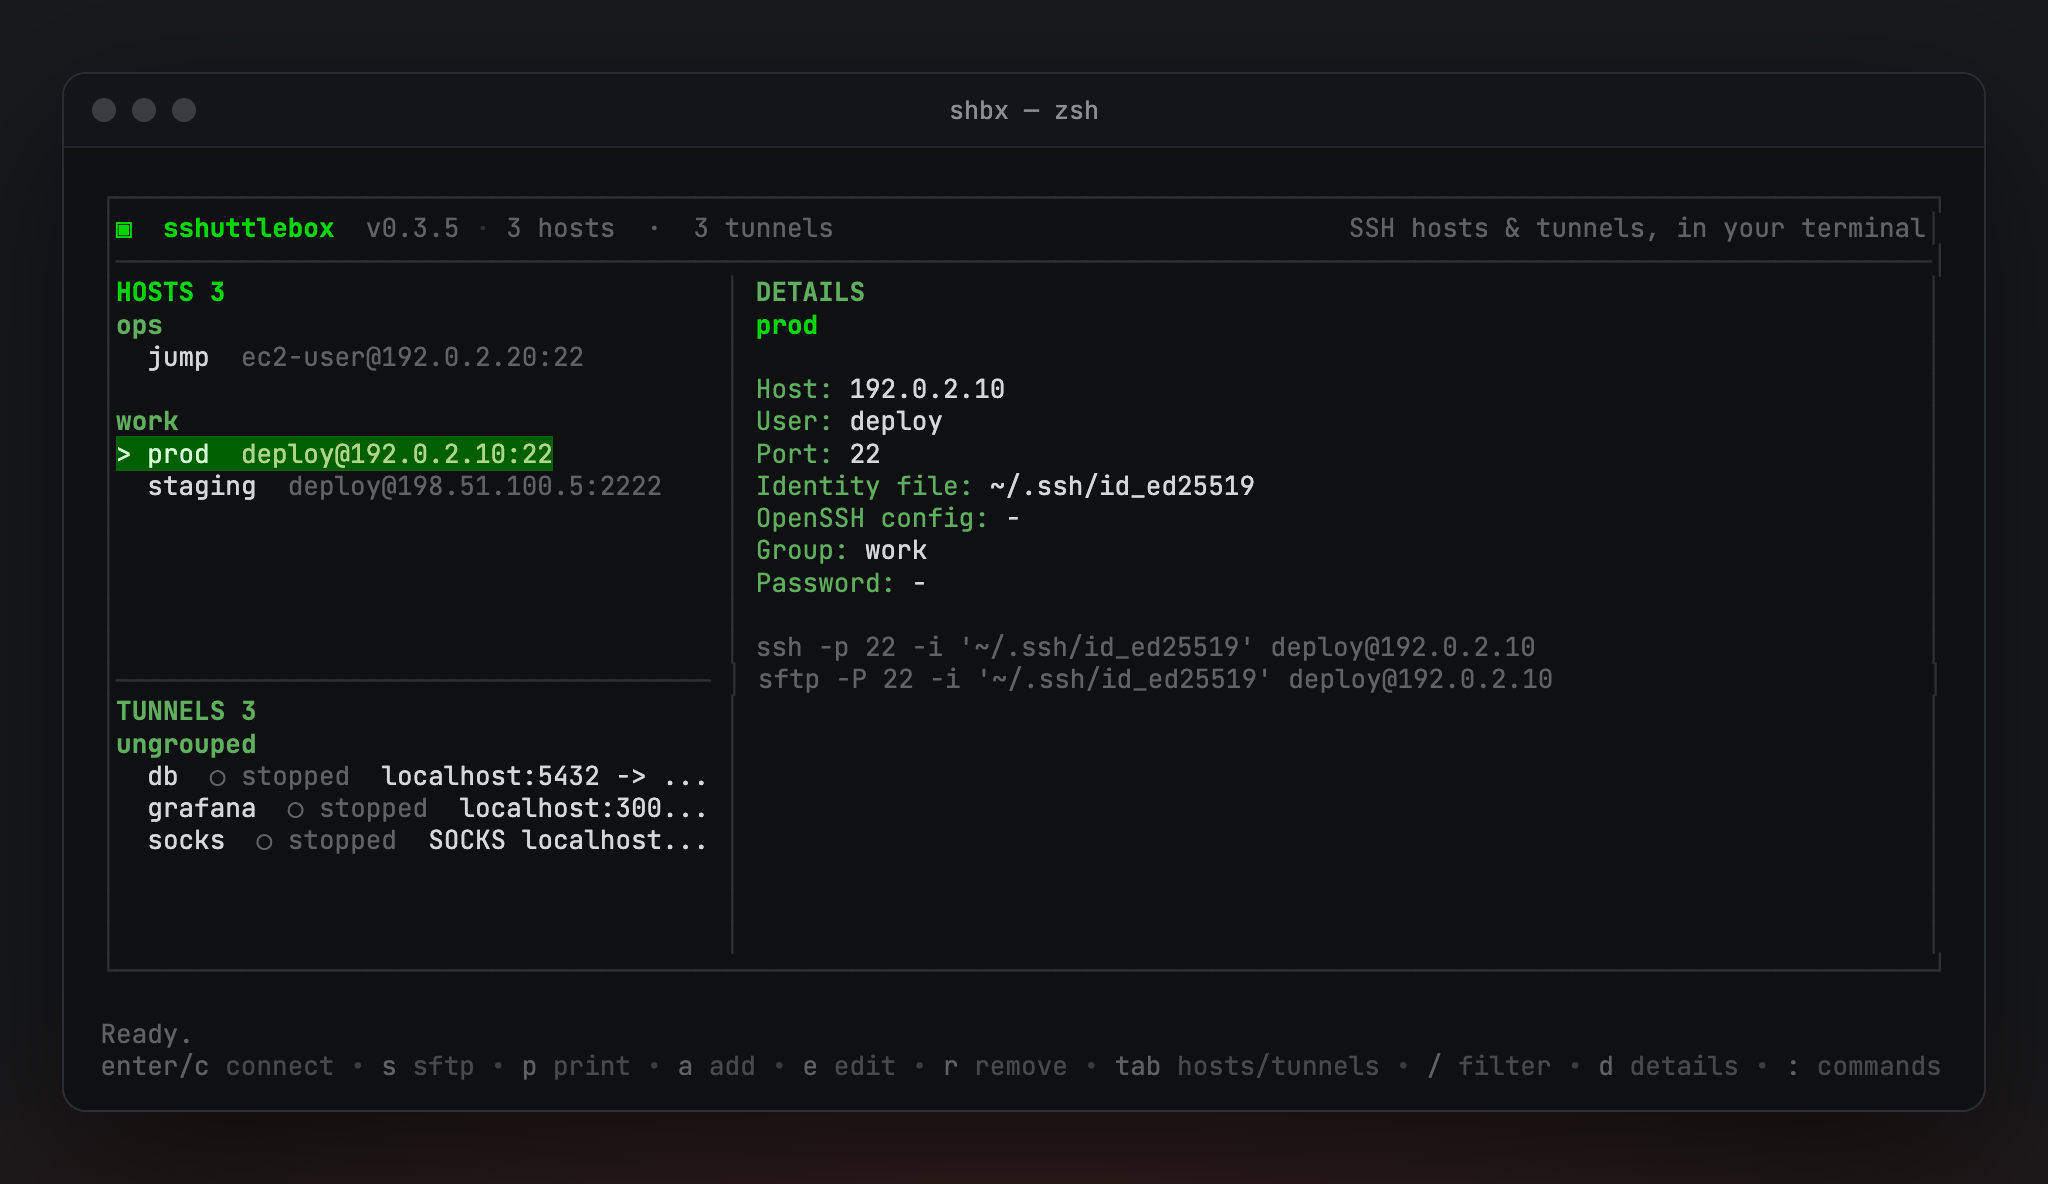 shbx — zsh
▣ sshuttlebox v0.3.5 · 3 hosts · 3 tunnels SSH hosts & tunnels, in your terminal
HOSTS 3
ops
jump ec2-user@192.0.2.20:22
work
> prod deploy@192.0.2.10:22
staging deploy@198.51.100.5:2222
TUNNELS 3
ungrouped
db ○ stopped localhost:5432 -> ...
grafana ○ stopped localhost:300...
socks ○ stopped SOCKS localhost...
DETAILS
prod
Host: 192.0.2.10
User: deploy
Port: 22
Identity file: ~/.ssh/id_ed25519
OpenSSH config: -
Group: work
Password: -
ssh -p 22 -i '~/.ssh/id_ed25519' deploy@192.0.2.10
sftp -P 22 -i '~/.ssh/id_ed25519' deploy@192.0.2.10
Ready.
enter/c connect • s sftp • p print • a add • e edit • r remove • tab hosts/tunnels • / filter • d details • : commands